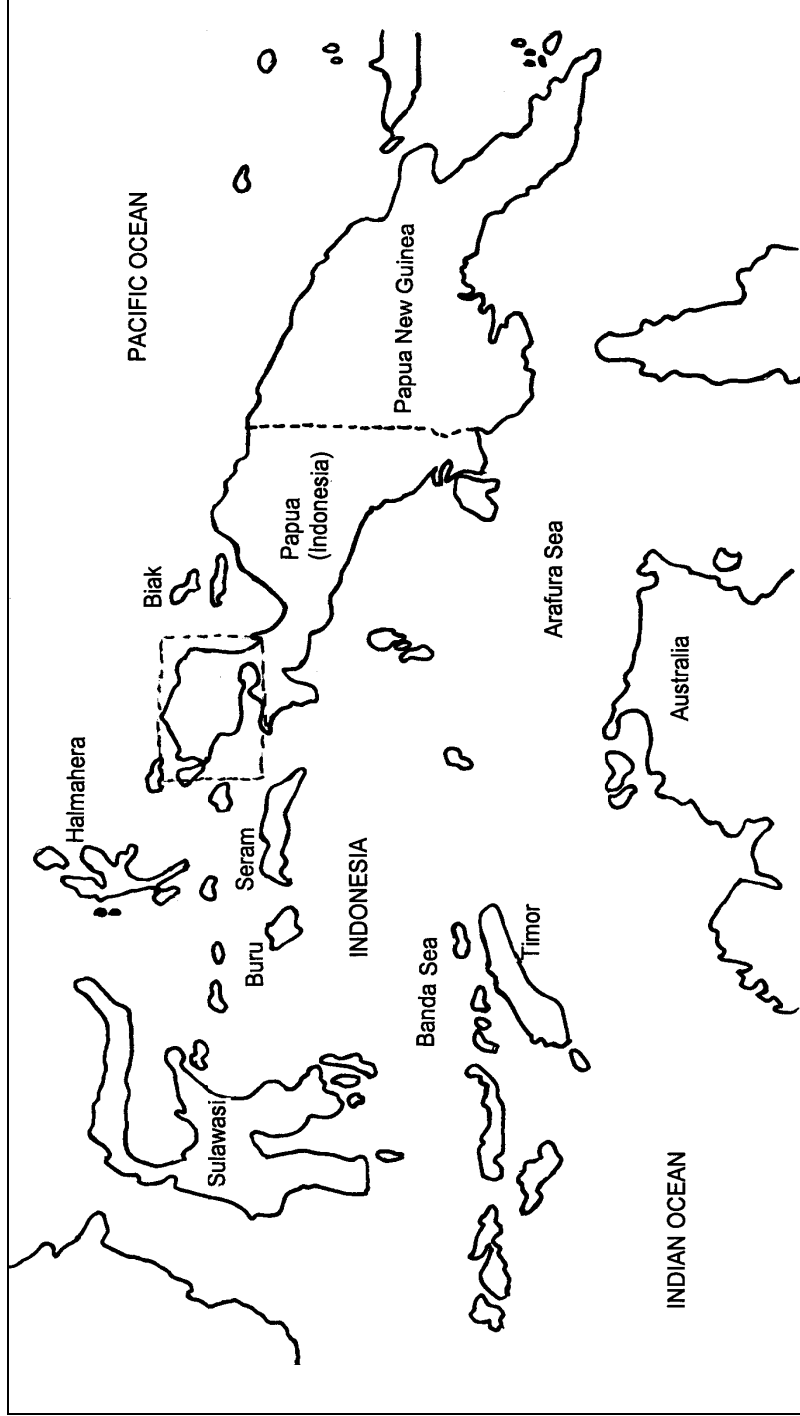 PACIFIC OCEAN
Halmahera
Biak
Sulawasi
Buru
Seram
Papua
(Indonesia)
Papua New Guinea
INDONESIA
Banda Sea
Timor
Arafura Sea
INDIAN OCEAN
Australia